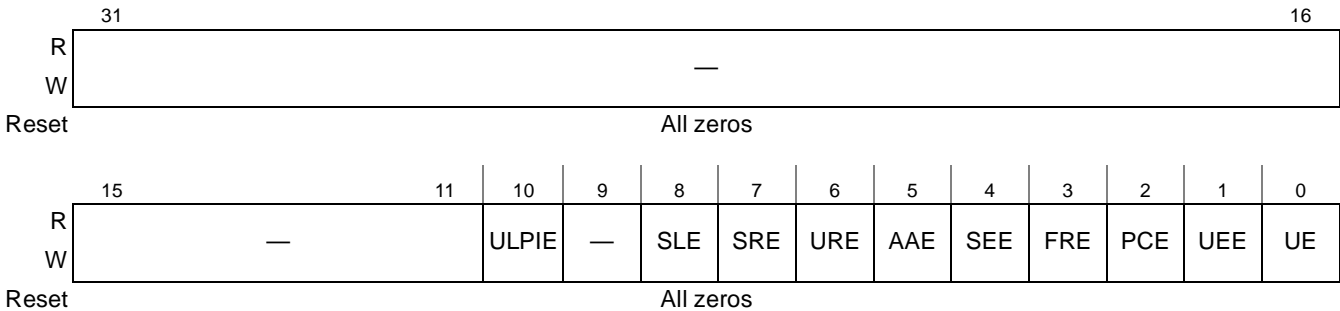 31 16
R
W
—
Reset All zeros
15 11 10 9 8 7 6 5 4 3 2 1 0
R
W
— ULPIE — SLE SRE URE AAE SEE FRE PCE UEE UE
Reset All zeros